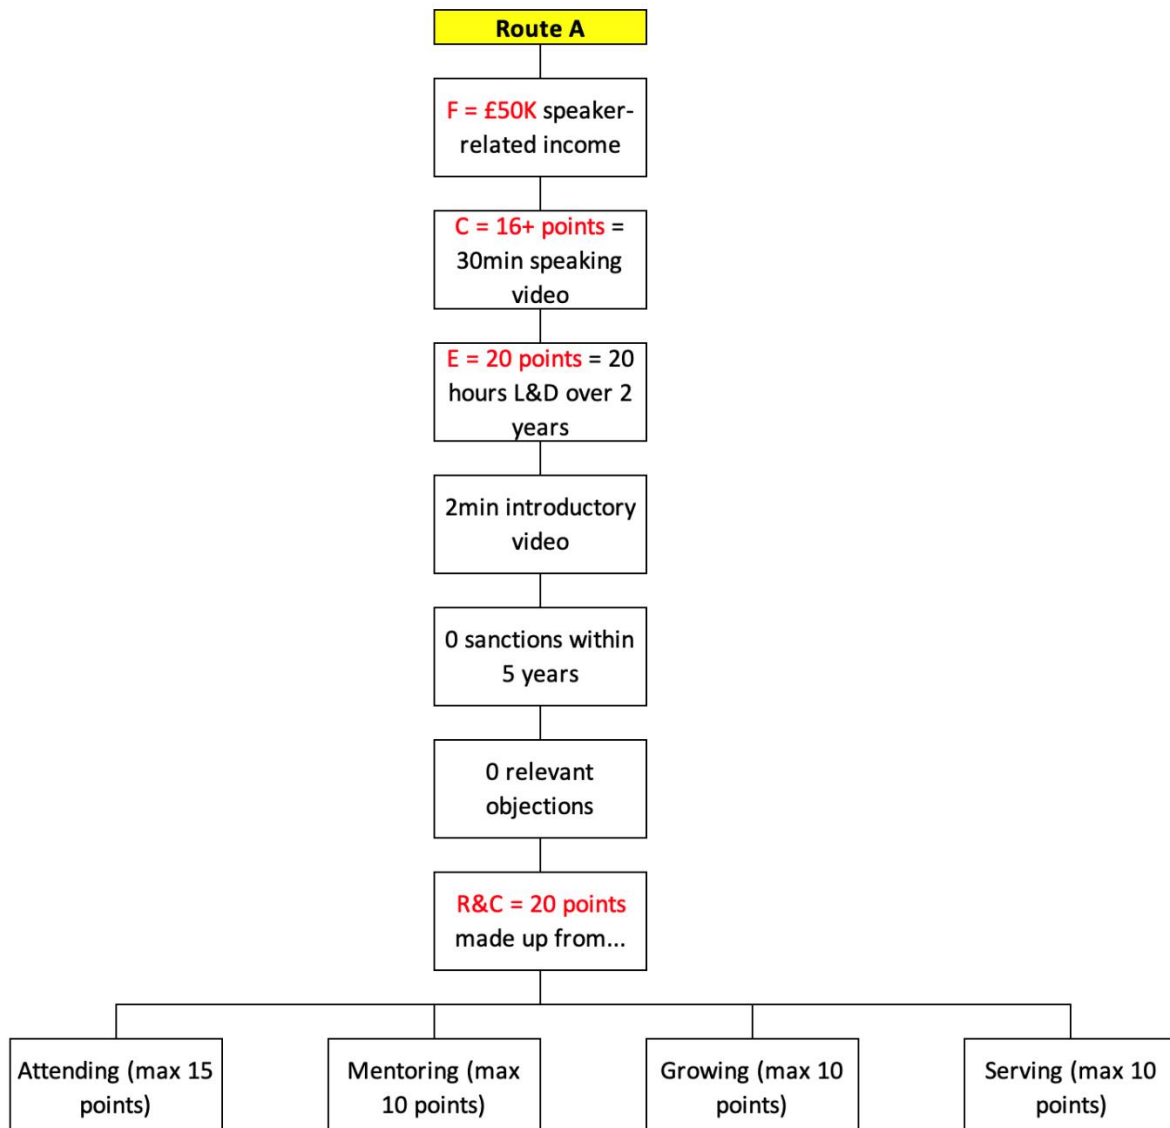 Route A
F = £50K speaker-
related income
C = 16+ points =
30min speaking
video
E = 20 points = 20
hours L&D over 2
years
2min introductory
video
0 sanctions within
5 years
0 relevant
objections
R&C = 20 points
made up from...
Attending (max 15
points)
Mentoring (max
10 points)
Growing (max 10
points)
Serving (max 10
points)